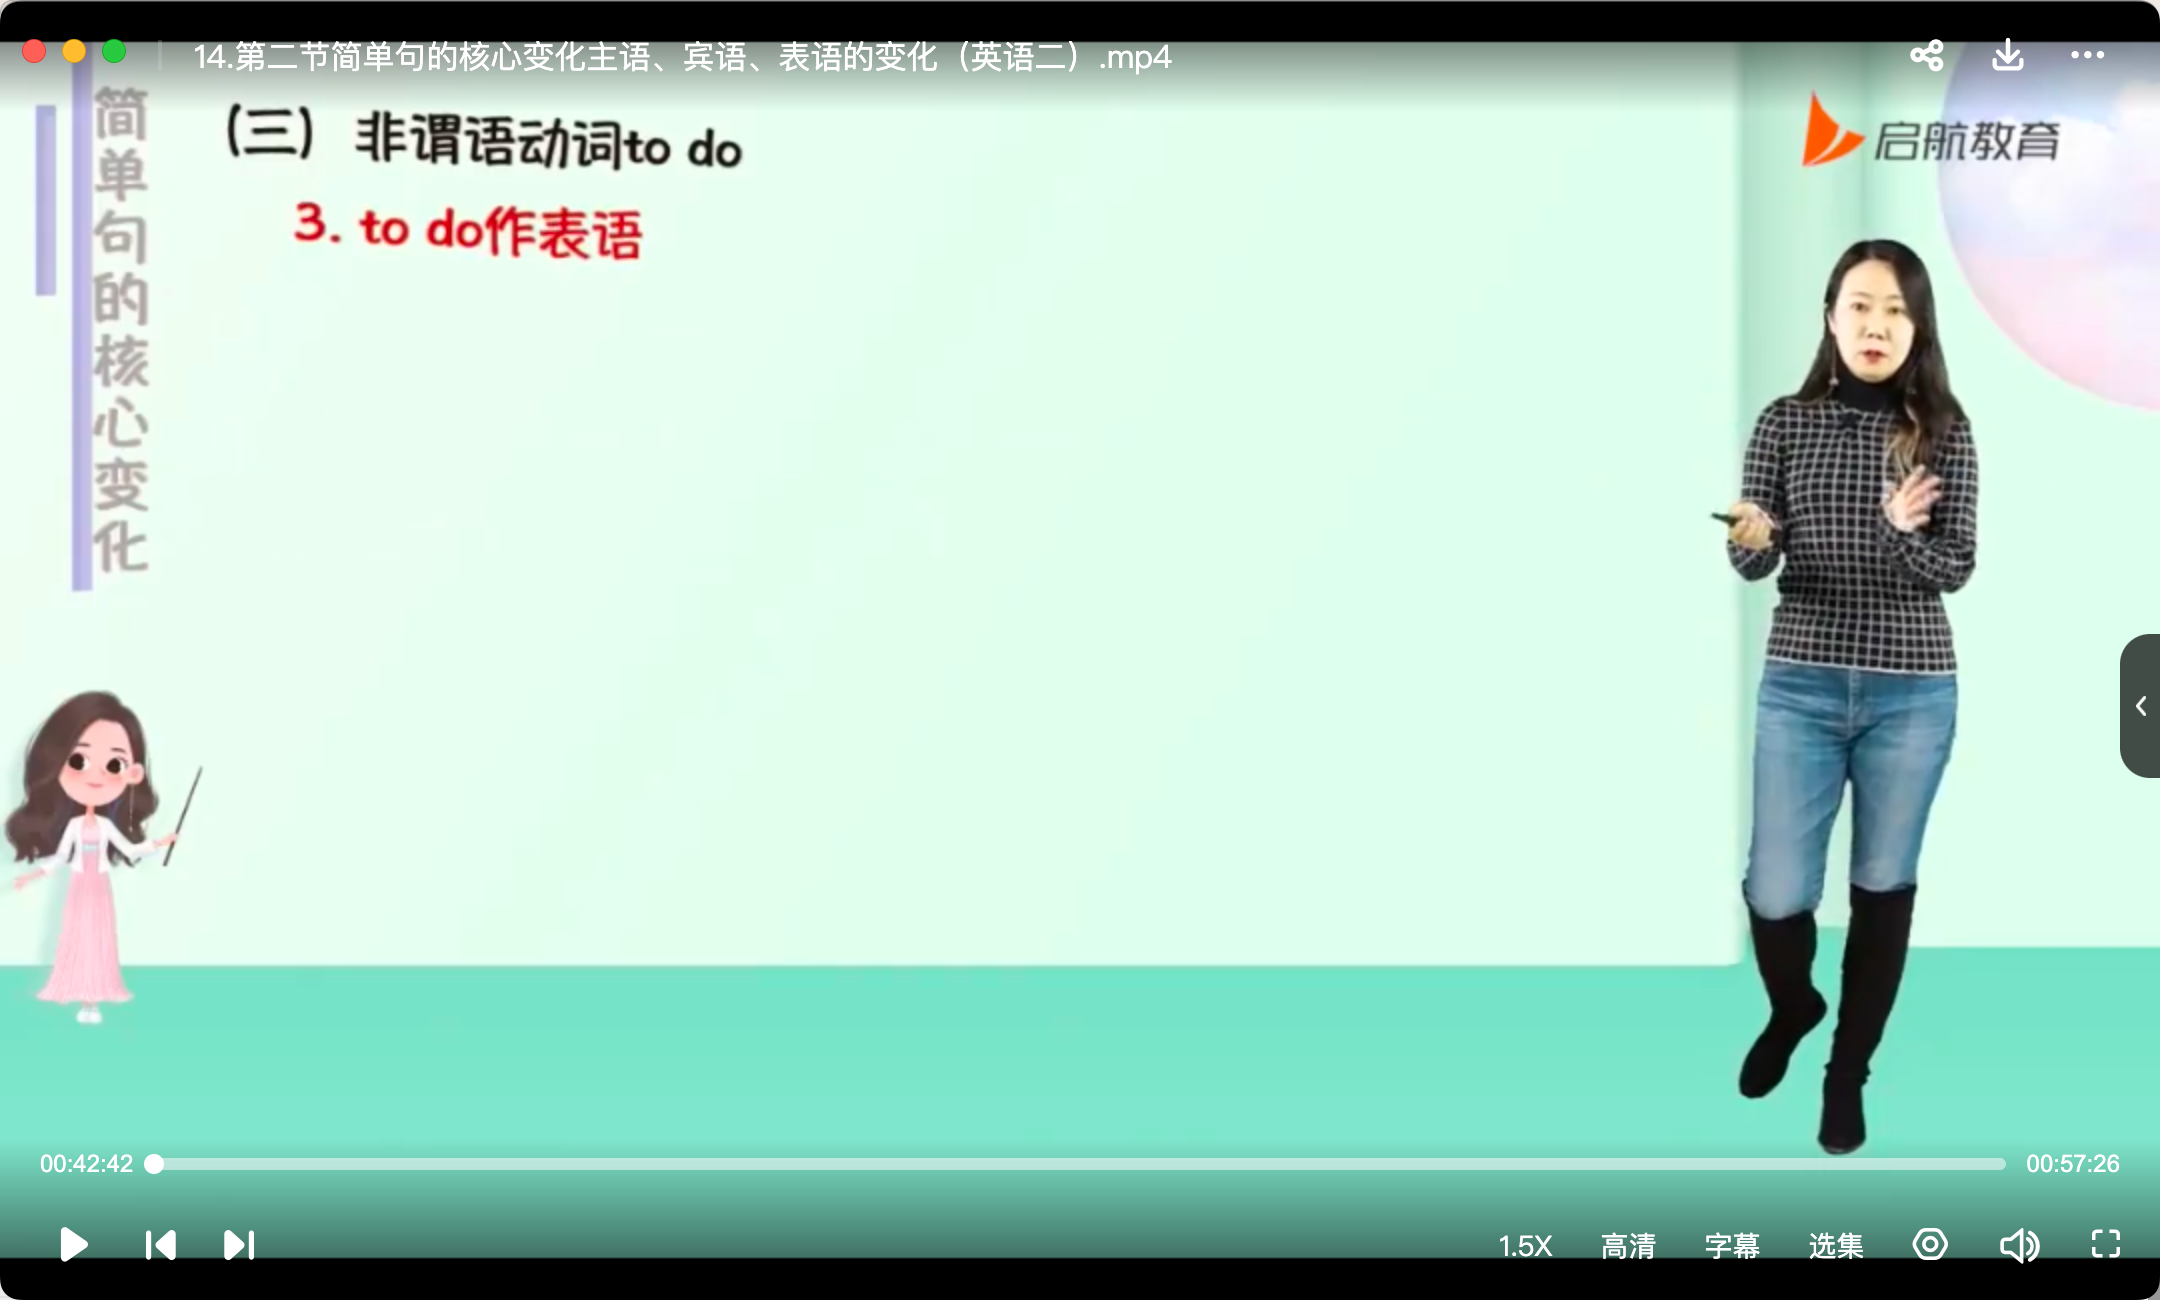 14.第二节简单句的核心变化主语、宾语、表语的变化（英语二）.mp4
简单句的核心变化
(三) 非谓语动词to do
启航教育
3. to do作表语
00:42:42
00:57:26
1.5X 高清 字幕 选集